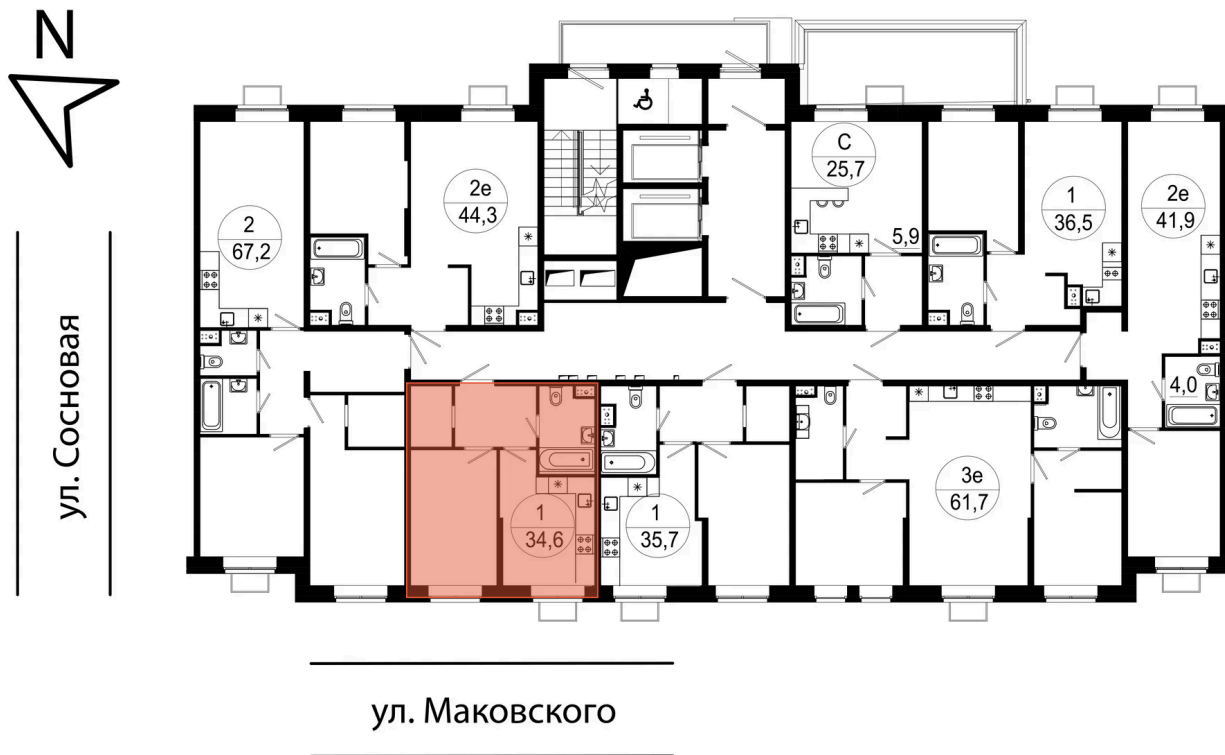 N
С
25,7
2е
44,3
1
36,5
2е
41,9
2
67,2
5,9
4,0
ул. Сосновая
3е
61,7
1
34,6
1
35,7
ул. Маковского